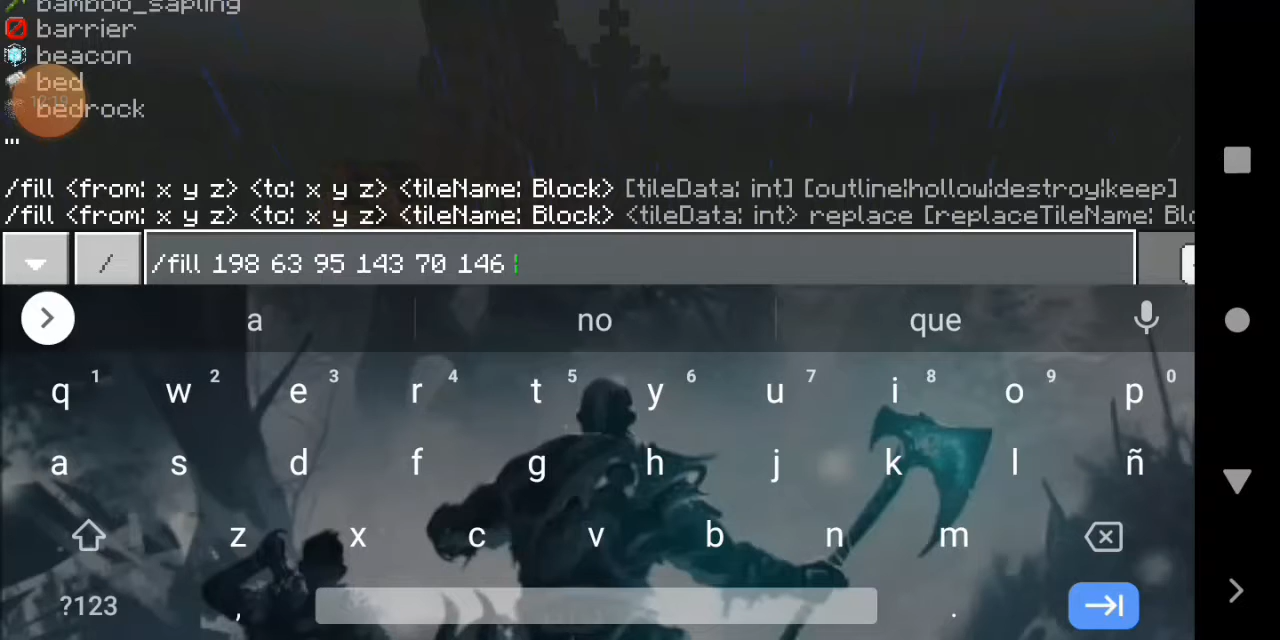 bamboo_sapling
barrier
beacon
bed
bedrock
...
/fill <from: x y z> <to: x y z> <tileName: Block> [tileData: int] [outline|hollow|destroy|keep]
/fill <from: x y z> <to: x y z> <tileName: Block> <tileData: int> replace [replaceTileName: Blo
/
/fill 198 63 95 143 70 146
a no que
q 1 w 2 e 3 r 4 t 5 y 6 u 7 i 8 o 9 p 0
a s d f g h j k l ñ
z x c v b n m
?123 , .